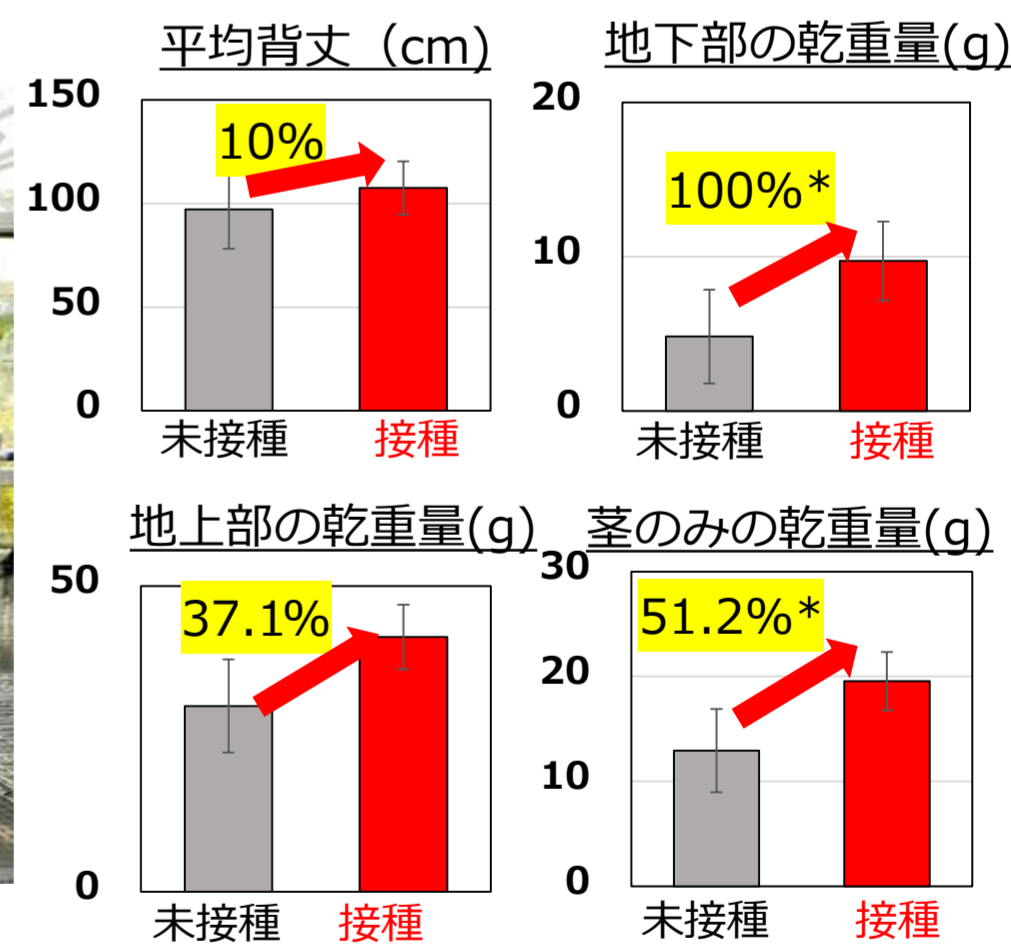 平均背丈（cm)
150
100
50
0
10%
未接種
接種
地下部の乾重量(g)
20
10
0
100%*
未接種
接種
地上部の乾重量(g)
50
0
37.1%
未接種
接種
茎のみの乾重量(g)
30
20
10
0
51.2%*
未接種
接種